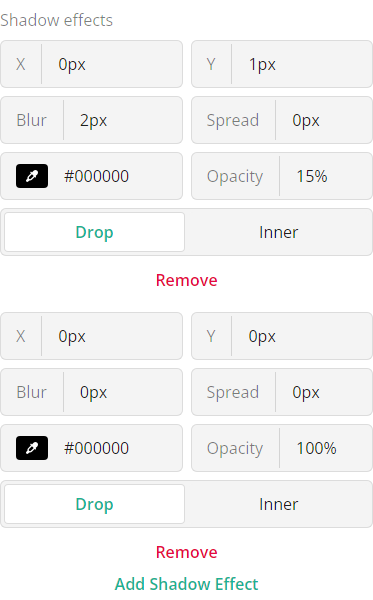 Shadow effects
X 0px Y 1px
Blur 2px Spread 0px
#000000 Opacity 15%
Drop Inner
Remove
X 0px Y 0px
Blur 0px Spread 0px
#000000 Opacity 100%
Drop Inner
Remove
Add Shadow Effect